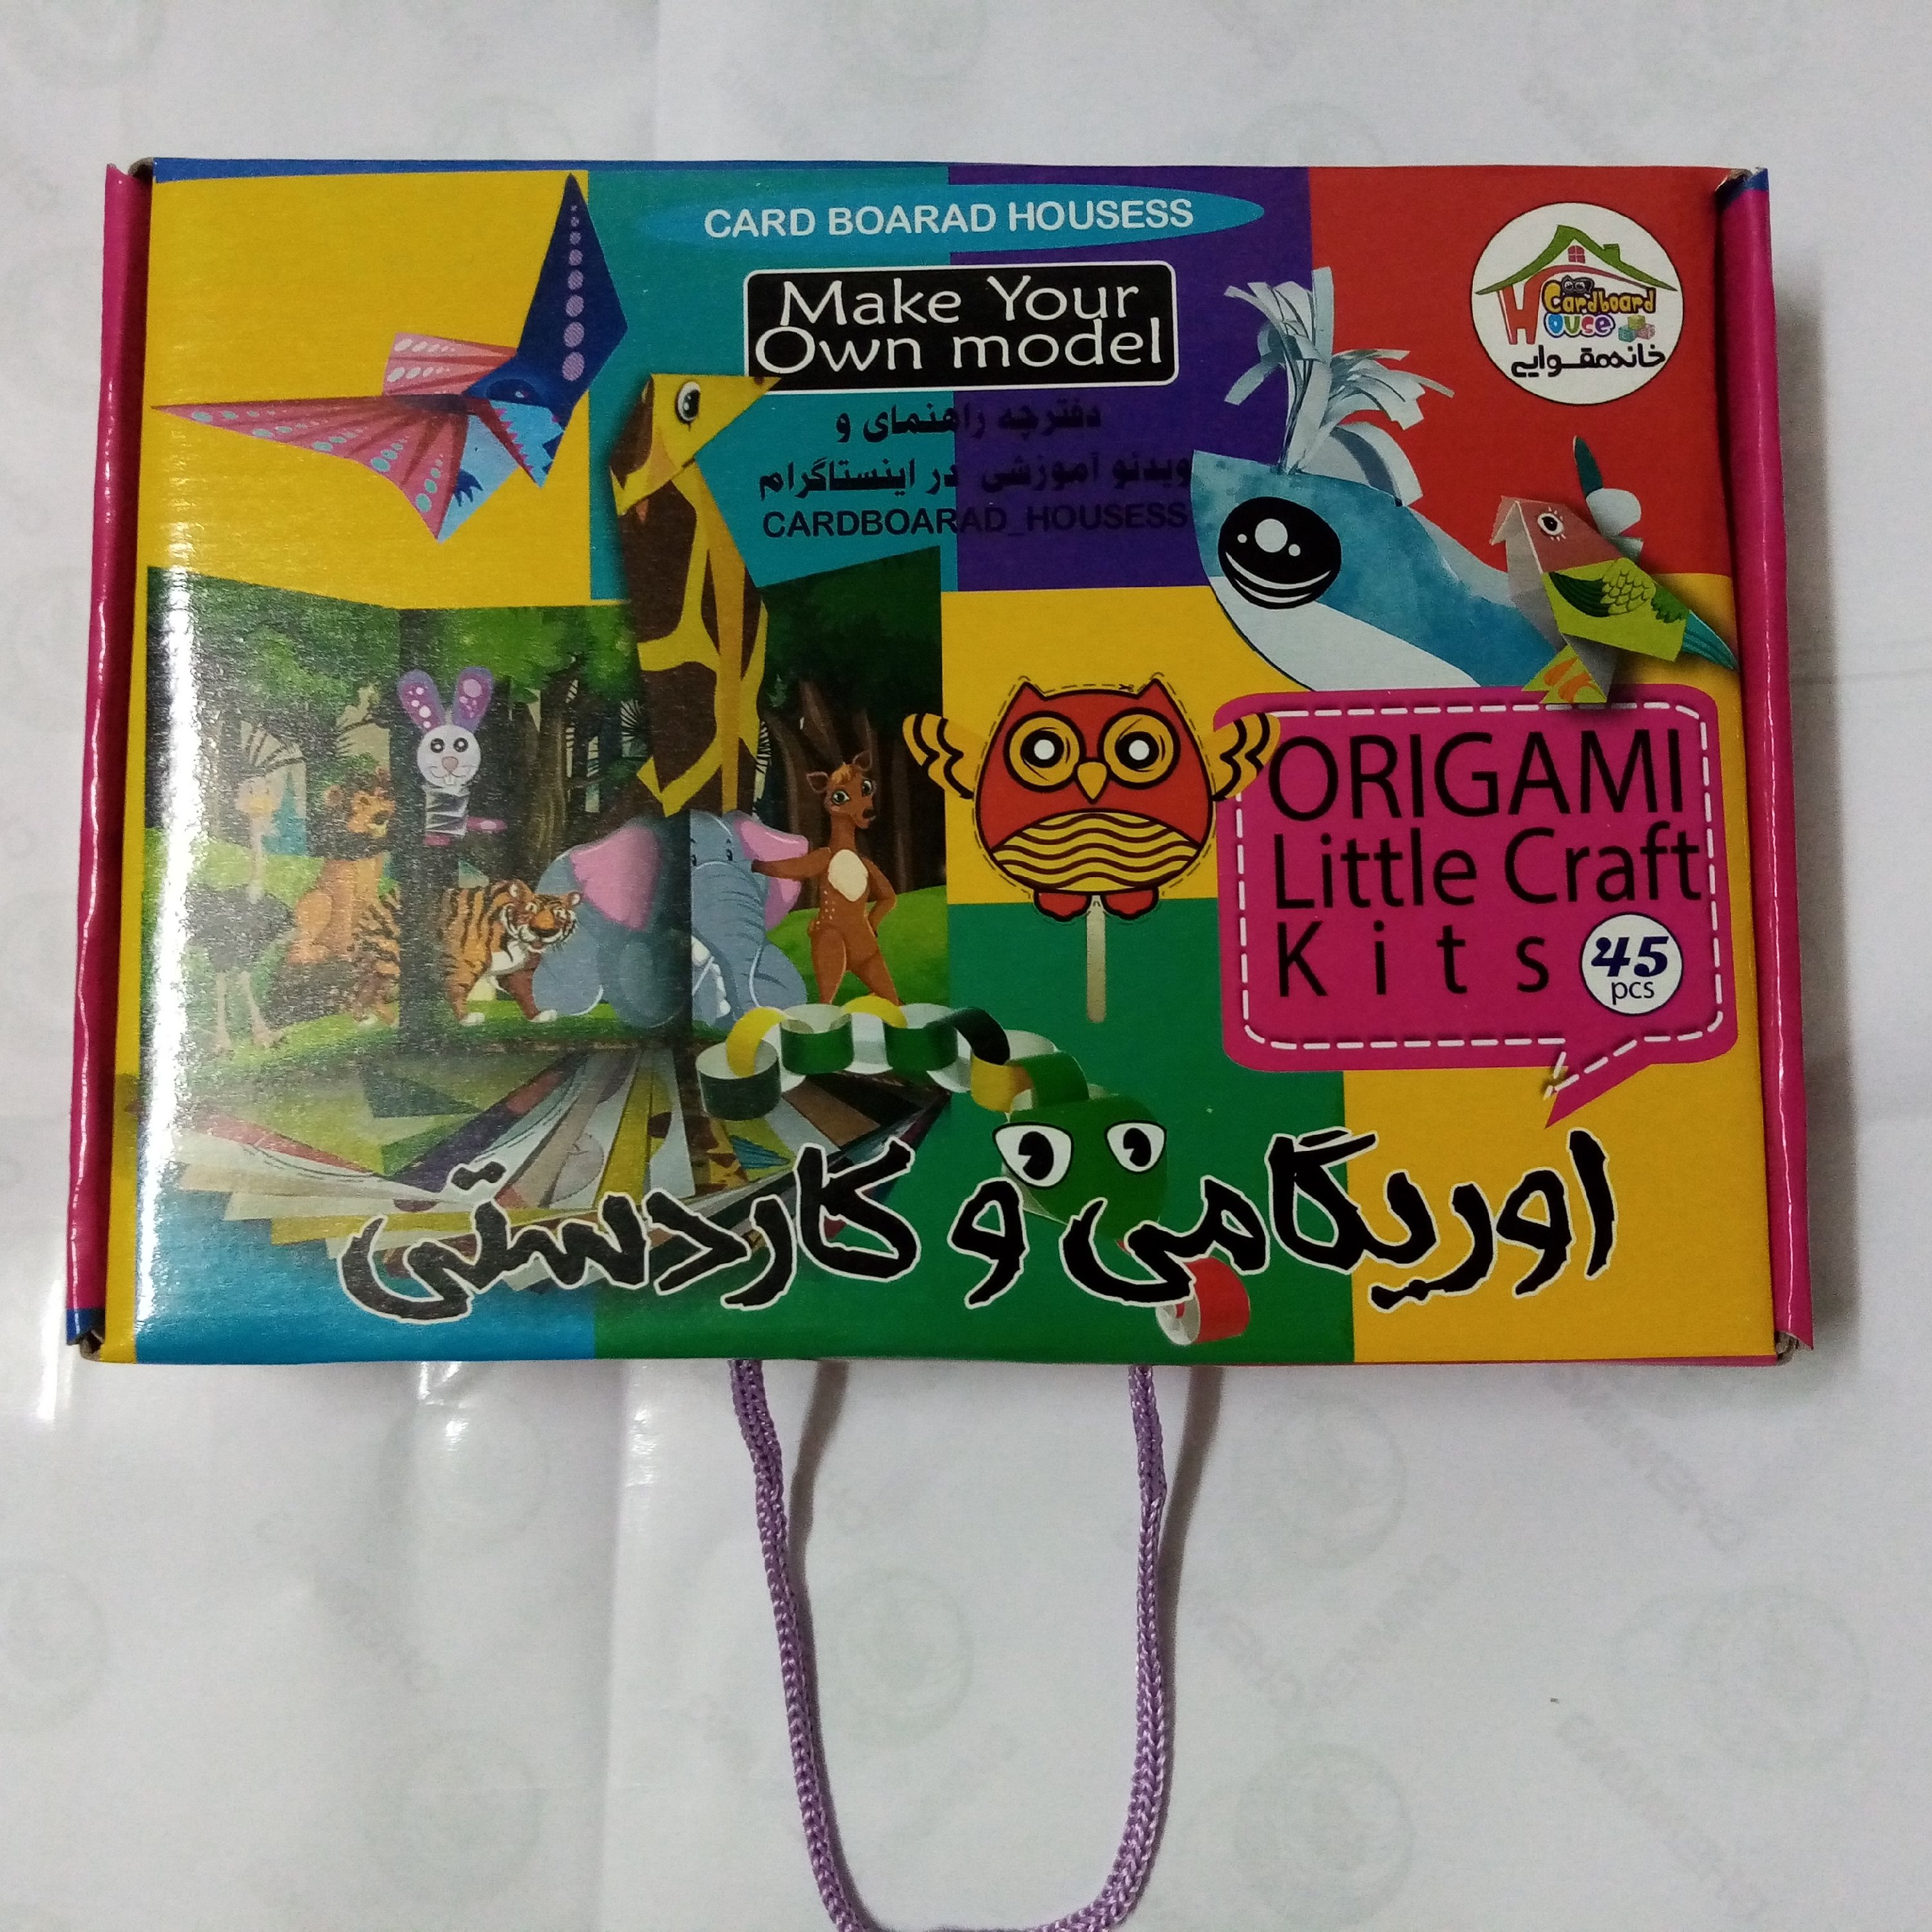 CARD BOARAD HOUSESS
Make Your
Own model
دفترچه راهنمای و
ویدئو آموزشی در اینستاگرام
CARDBOARAD_HOUSESS
Cardboard
House
خانه مقوایی
ORIGAMI
Little Craft
Kits
45
pcs
اوریگامی و کاردستی